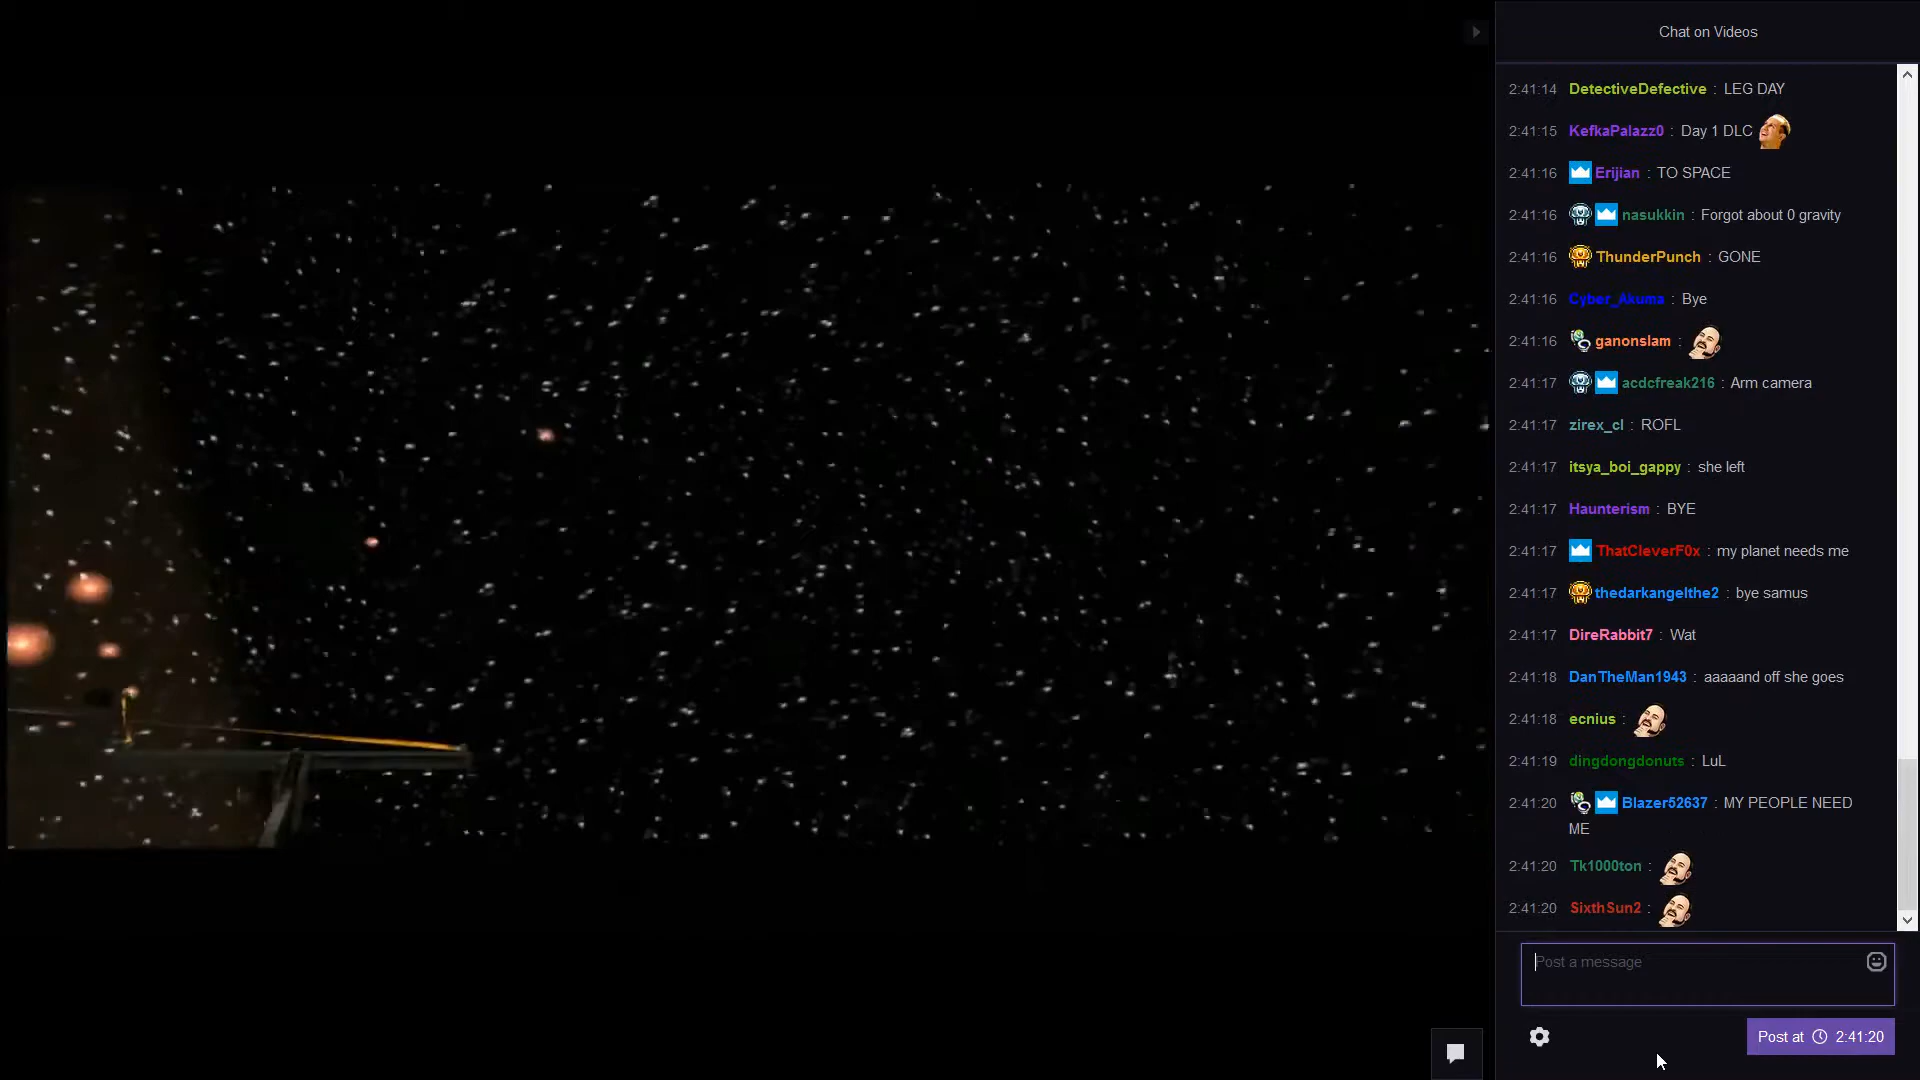 Chat on Videos
2:41:14 DetectiveDefective : LEG DAY
2:41:15 KefkaPalazz0 : Day 1 DLC
2:41:16 Erijian : TO SPACE
2:41:16 nasukkin : Forgot about 0 gravity
2:41:16 ThunderPunch : GONE
2:41:16 Cyber_Akuma : Bye
2:41:16 ganonslam :
2:41:17 acdcfreak216 : Arm camera
2:41:17 zirex_cl : ROFL
2:41:17 itsya_boi_gappy : she left
2:41:17 Haunterism : BYE
2:41:17 ThatCleverF0x : my planet needs me
2:41:17 thedarkangelthe2 : bye samus
2:41:17 DireRabbit7 : Wat
2:41:18 DanTheMan1943 : aaaaand off she goes
2:41:18 ecnius :
2:41:19 dingdongdonuts : LuL
2:41:20 Blazer52637 : MY PEOPLE NEED
ME
2:41:20 Tk1000ton :
2:41:20 SixthSun2 :
Post a message
Post at 2:41:20